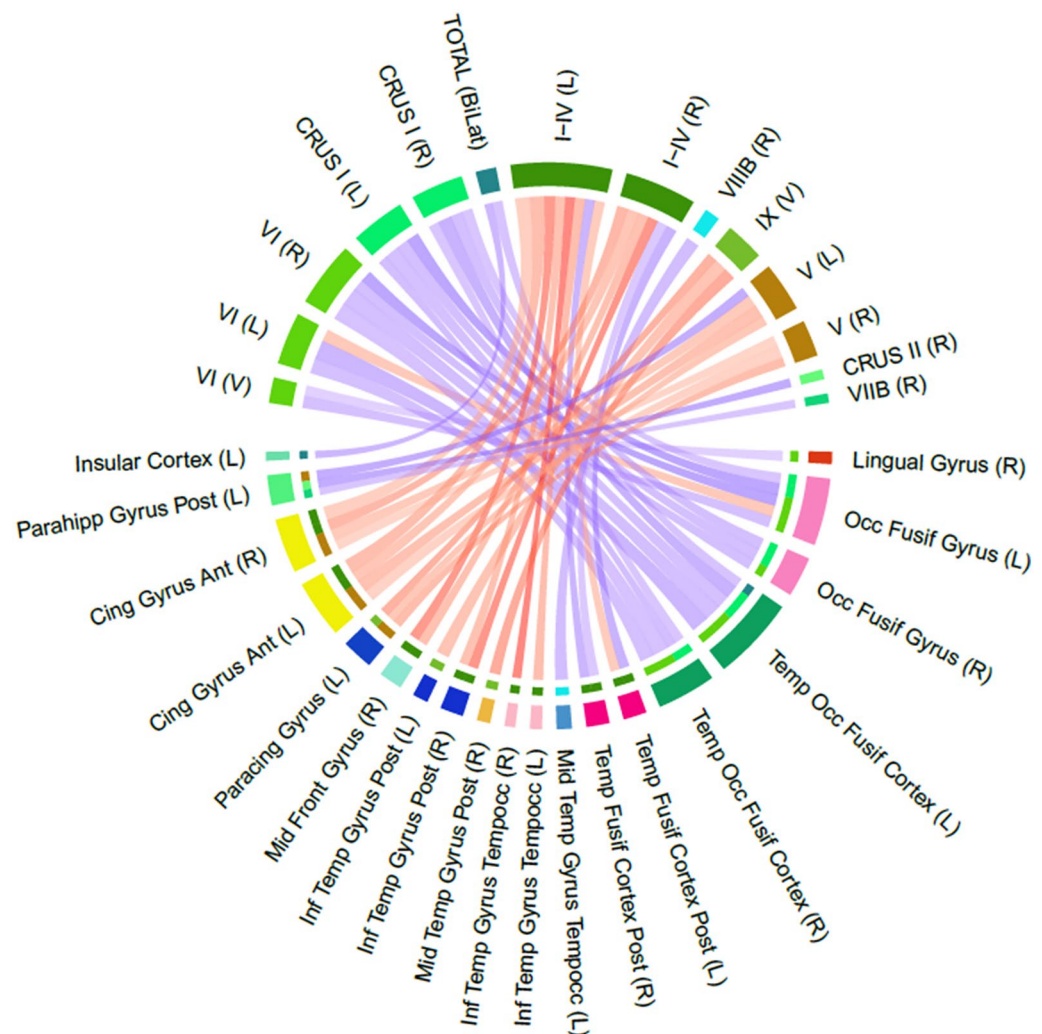 TOTAL (BiLat)
I−IV (L)
I−IV (R)
VIIIB (R)
IX (V)
V (L)
V (R)
CRUS II (R)
VIIB (R)
Lingual Gyrus (R)
Occ Fusif Gyrus (L)
Occ Fusif Gyrus (R)
Temp Occ Fusif Cortex (L)
Temp Occ Fusif Cortex (R)
Temp Fusif Cortex Post (L)
Temp Fusif Cortex Post (R)
Mid Temp Gyrus Tempocc (L)
Inf Temp Gyrus Tempocc (L)
Inf Temp Gyrus Tempocc (R)
Mid Temp Gyrus Post (R)
Inf Temp Gyrus Post (R)
Inf Temp Gyrus Post (L)
Mid Front Gyrus (R)
Paracing Gyrus (L)
Cing Gyrus Ant (L)
Cing Gyrus Ant (R)
Parahipp Gyrus Post (L)
Insular Cortex (L)
VI (V)
VI (L)
VI (R)
CRUS I (L)
CRUS I (R)